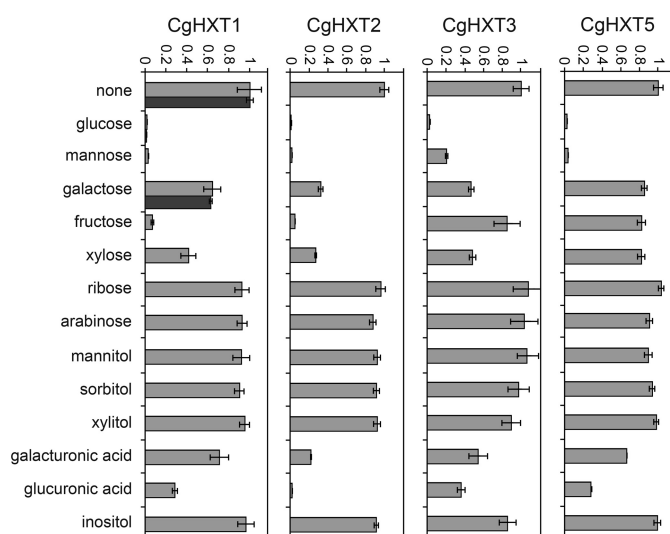 CgHXT1 CgHXT2 CgHXT3 CgHXT5
0 0.2 0.4 0.6 0.8 1 0 0.2 0.4 0.6 0.8 1 0 0.2 0.4 0.6 0.8 1 0 0.2 0.4 0.6 0.8 1
none
glucose
mannose
galactose
fructose
xylose
ribose
arabinose
mannitol
sorbitol
xylitol
galacturonic acid
glucuronic acid
inositol